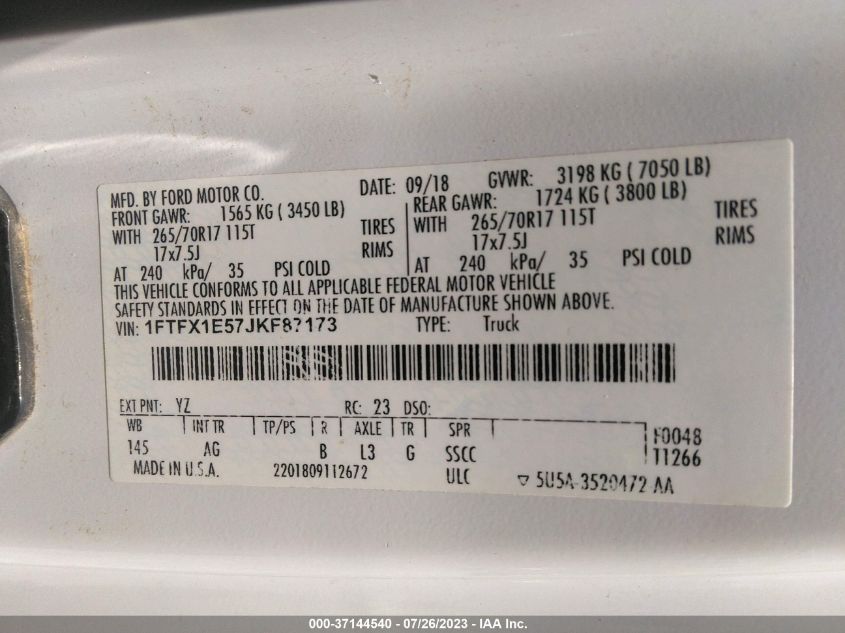 MFD. BY FORD MOTOR CO. DATE: 09/18 GVWR: 3198 KG ( 7050 LB)
FRONT GAWR: 1565 KG ( 3450 LB) REAR GAWR: 1724 KG ( 3800 LB)
WITH 265/70R17 115T TIRES WITH 265/70R17 115T TIRES
17x7.5J RIMS 17x7.5J RIMS
AT 240 kPa/ 35 PSI COLD AT 240 kPa/ 35 PSI COLD
THIS VEHICLE CONFORMS TO ALL APPLICABLE FEDERAL MOTOR VEHICLE
SAFETY STANDARDS IN EFFECT ON THE DATE OF MANUFACTURE SHOWN ABOVE.
VIN: TYPE: Truck
EXT PNT: YZ RC: 23 DSO:
WB INT TR TP/PS R AXLE TR SPR F0048
145 AG B L3 G SSCC T1266
MADE IN U.S.A. 2201809112672 ULC ▽ 5U5A-3520472 AA
000-37144540 - 07/26/2023 - IAA Inc.